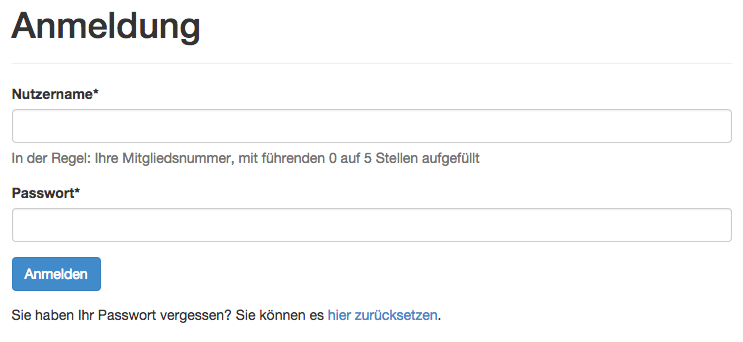 Anmeldung
Nutzername*
In der Regel: Ihre Mitgliedsnummer, mit führenden 0 auf 5 Stellen aufgefüllt
Passwort*
Anmelden
Sie haben Ihr Passwort vergessen? Sie können es hier zurücksetzen.